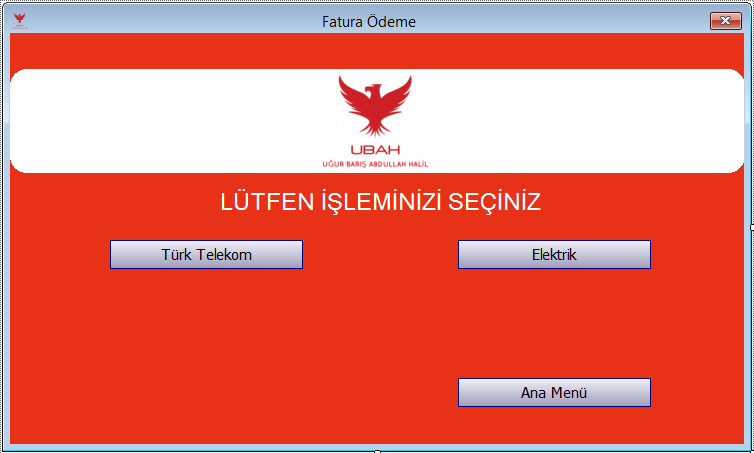 Fatura Ödeme
UBAH
UĞUR BARIŞ ABDULLAH HALİL
LÜTFEN İŞLEMİNİZİ SEÇİNİZ
Türk Telekom
Elektrik
Ana Menü